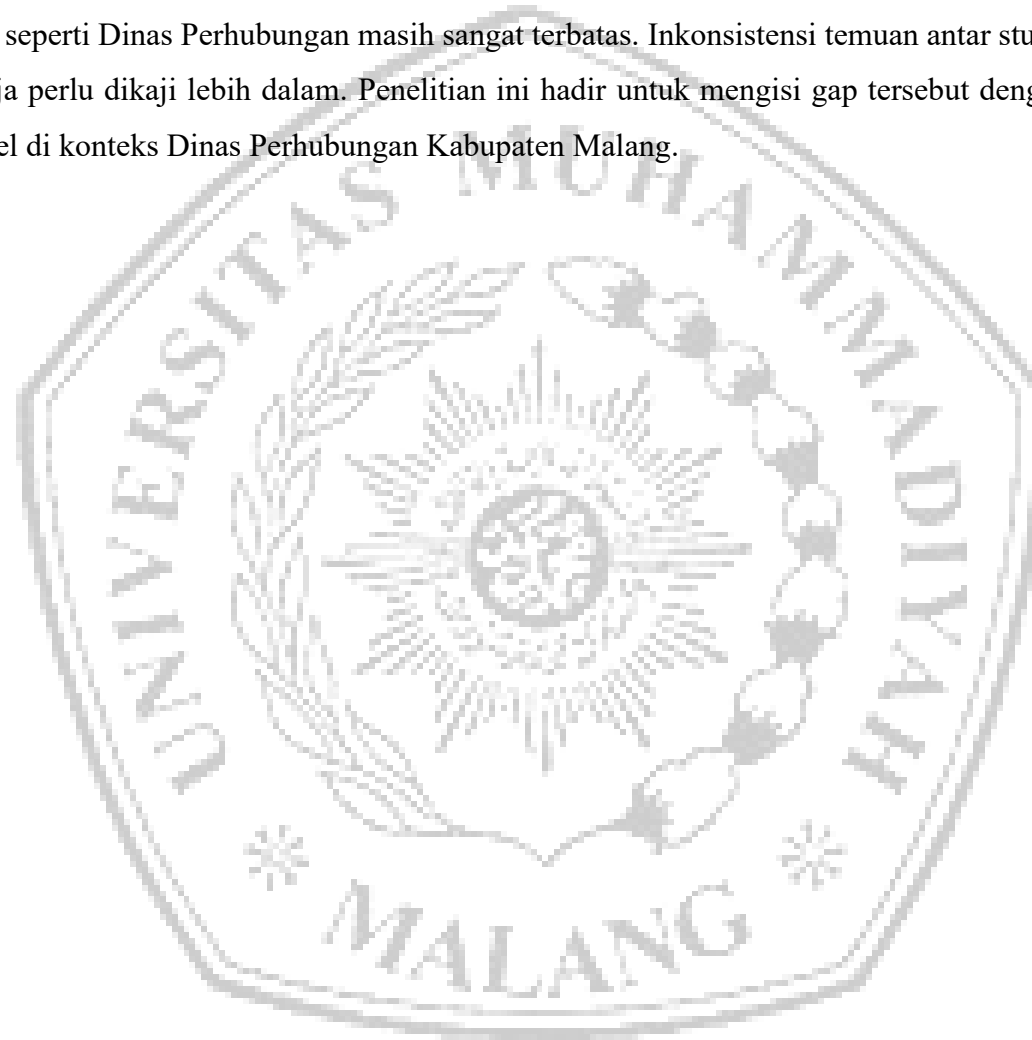 seperti Dinas Perhubungan masih sangat terbatas. Inkonsistensi temuan antar
perlu dikaji lebih dalam. Penelitian ini hadir untuk mengisi gap tersebut
di konteks Dinas Perhubungan Kabupaten Malang.
UNIVERSITAS MUHAMMADIYAH
MALANG